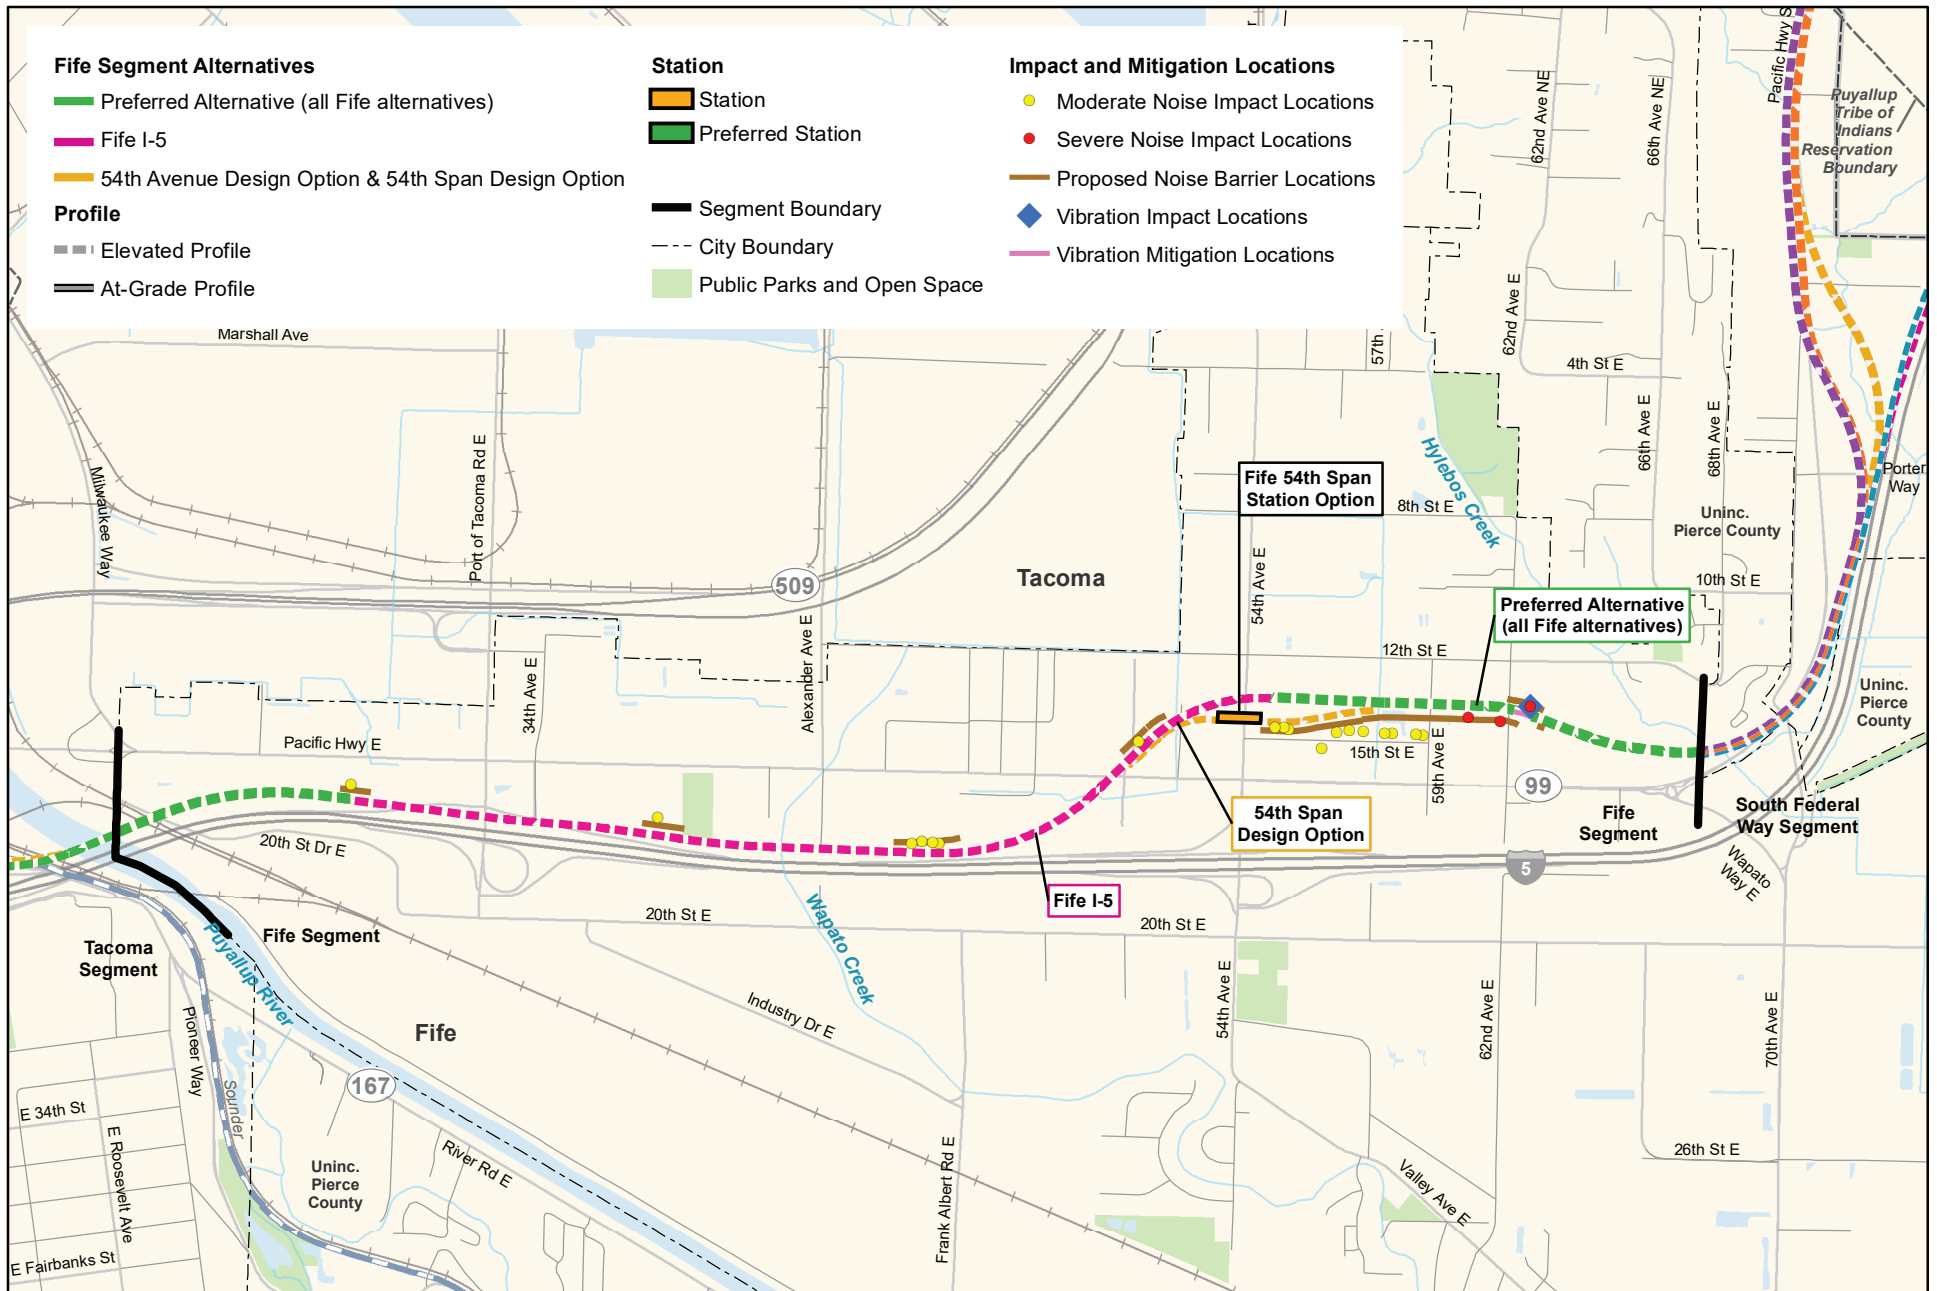 Fife Segment Alternatives
Preferred Alternative (all Fife alternatives)
Fife I-5
54th Avenue Design Option & 54th Span Design Option
Profile
Elevated Profile
At-Grade Profile
Station
Station
Preferred Station
Segment Boundary
City Boundary
Public Parks and Open Space
Impact and Mitigation Locations
Moderate Noise Impact Locations
Severe Noise Impact Locations
Proposed Noise Barrier Locations
Vibration Impact Locations
Vibration Mitigation Locations
Pacific Hwy S
Puyallup
Tribe of
Indians
Reservation
Boundary
62nd Ave NE
66th Ave NE
62nd Ave E
57th
4th St E
Marshall Ave
66th Ave E
68th Ave E
Milwaukee Way
Port of Tacoma Rd E
Hylebos Creek
Porter
Way
Fife 54th Span
Station Option
8th St E
Uninc.
Pierce County
54th Ave E
509
Tacoma
10th St E
Preferred Alternative
(all Fife alternatives)
12th St E
34th Ave E
Alexander Ave E
Uninc.
Pierce
County
Pacific Hwy E
15th St E
59th Ave E
99
54th Span
Design Option
Fife
Segment
South Federal
Way Segment
20th St Dr E
5
Wapato
Way E
Fife I-5
20th St E
20th St E
Wapato Creek
Tacoma
Segment
Fife Segment
Puyallup River
Pioneer Way
Industry Dr E
54th Ave E
62nd Ave E
70th Ave E
Fife
167
Sounder
E 34th St
E Roosevelt Ave
River Rd E
Uninc.
Pierce
County
Frank Albert Rd E
Valley Ave E
26th St E
E Fairbanks St